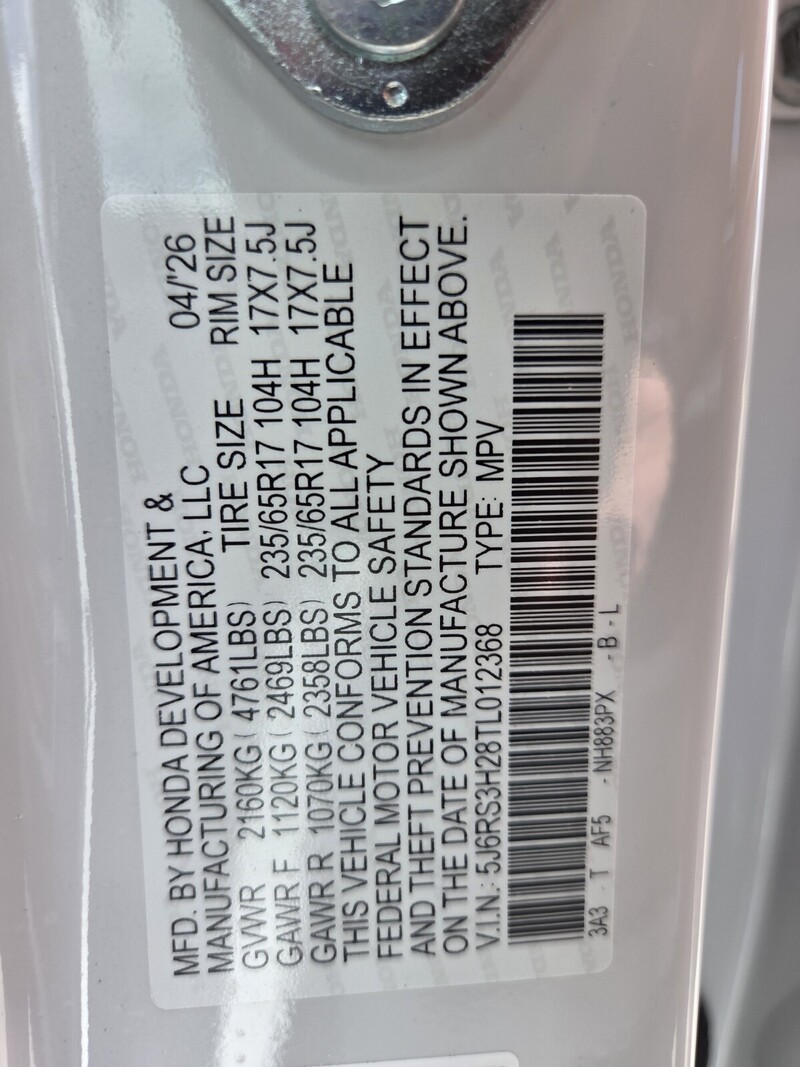 MFD. BY HONDA DEVELOPMENT & 04/'26
MANUFACTURING OF AMERICA, LLC
TIRE SIZE RIM SIZE
GVWR 2160KG ( 4761LBS)
GAWR F 1120KG ( 2469LBS) 235/65R17 104H 17X7.5J
GAWR R 1070KG ( 2358LBS) 235/65R17 104H 17X7.5J
THIS VEHICLE CONFORMS TO ALL APPLICABLE
FEDERAL MOTOR VEHICLE SAFETY
AND THEFT PREVENTION STANDARDS IN EFFECT
ON THE DATE OF MANUFACTURE SHOWN ABOVE.
V.I.N.: 5J6RS3H28TL012368 TYPE: MPV
3A3 - T AF5 - NH883PX - B - L
HONDA